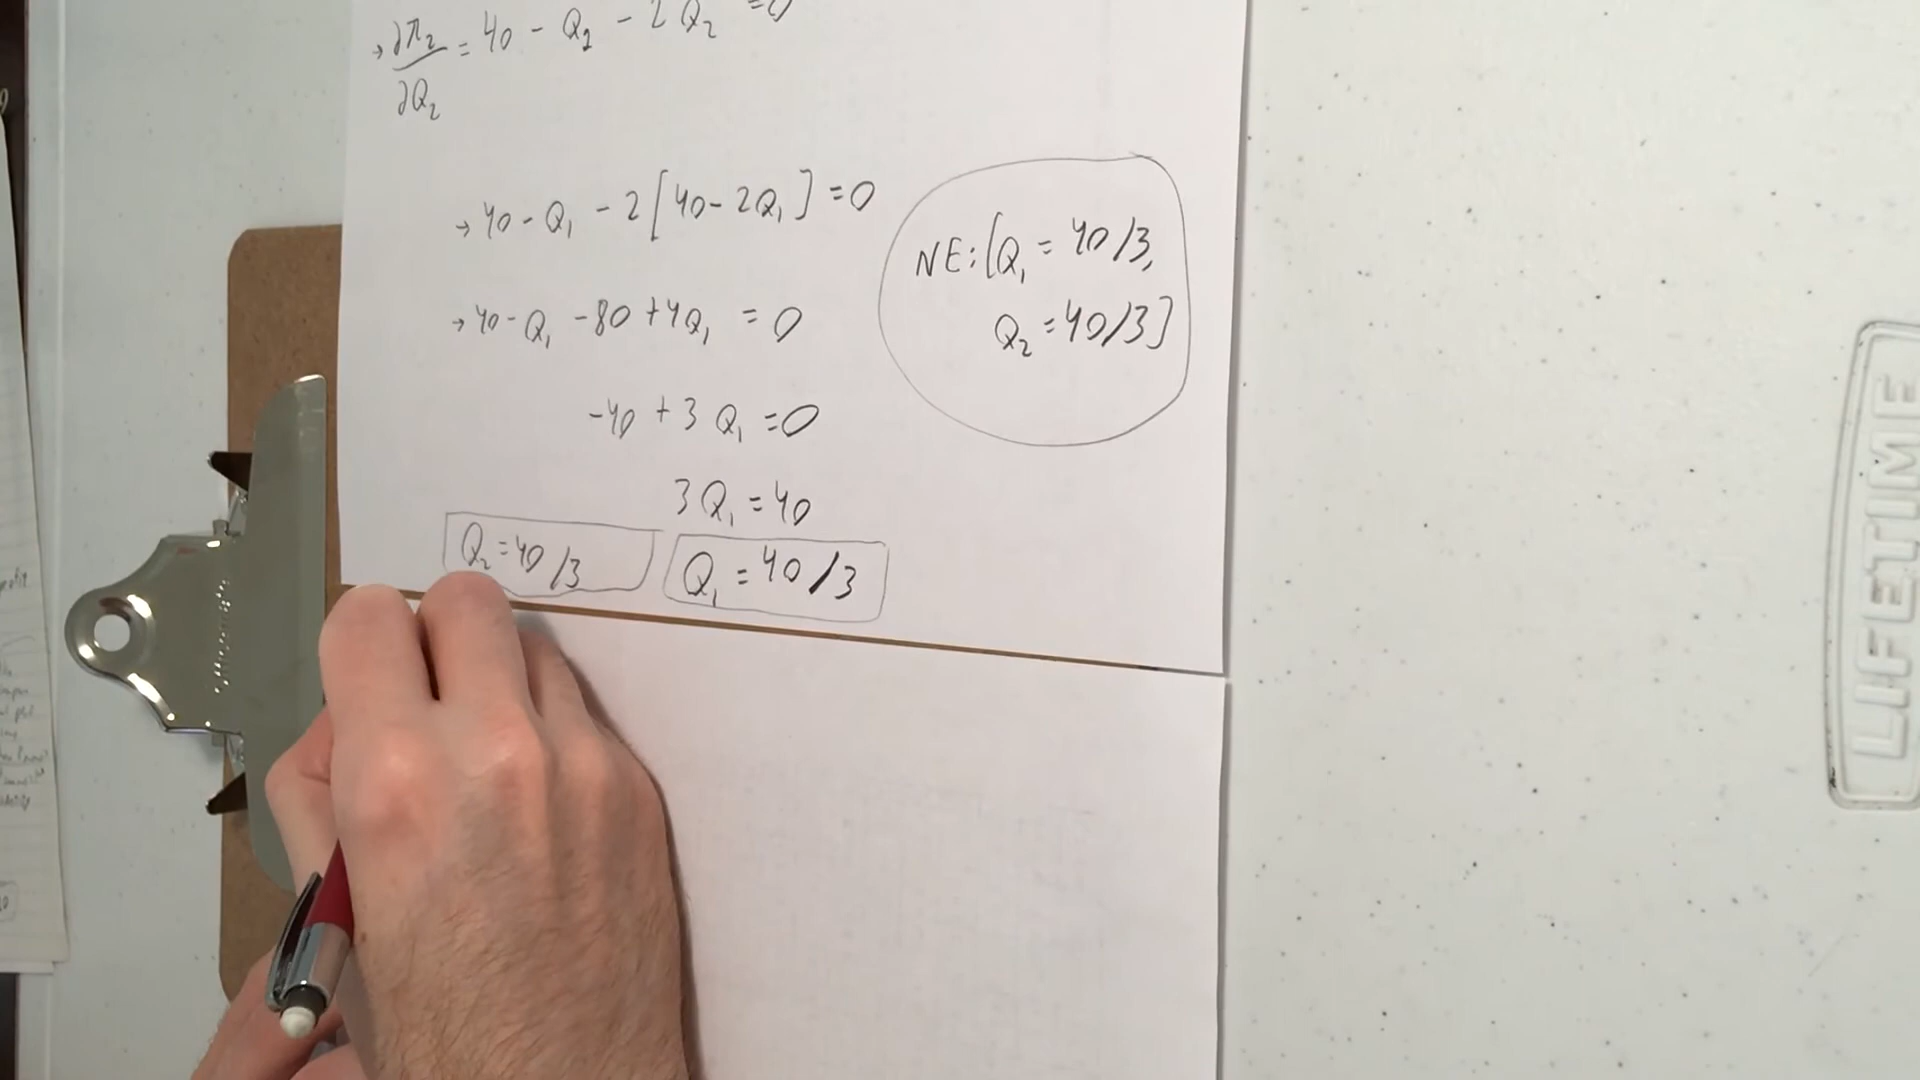 → ∂π₂/∂Q₂ = 40 - Q₂ - 2Q₂ = 0
→ 40 - Q₁ - 2[40 - 2Q₁] = 0
→ 40 - Q₁ - 80 + 4Q₁ = 0
-40 + 3Q₁ = 0
3Q₁ = 40
Q₂ = 40/3
Q₁ = 40/3
NE: [Q₁ = 40/3,
Q₂ = 40/3]
LIFETIME